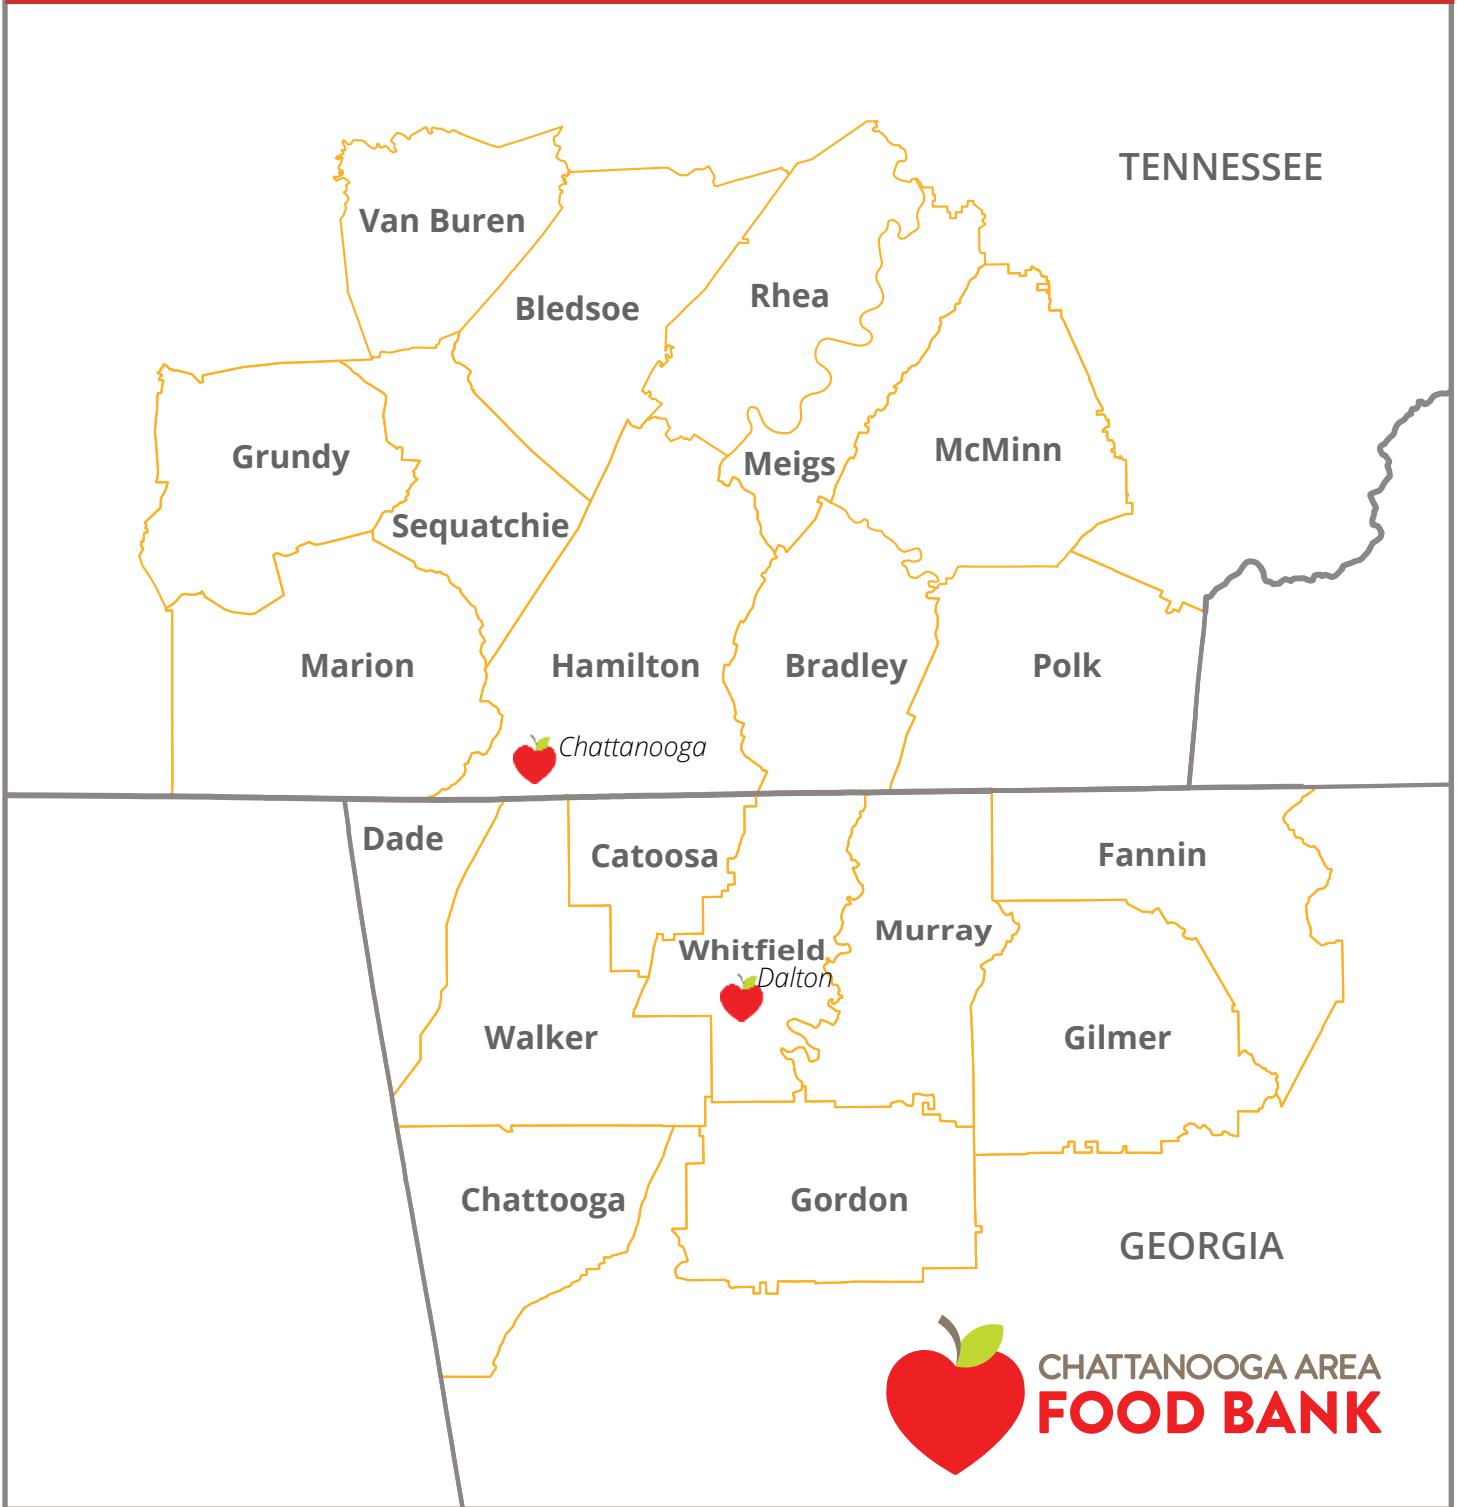 TENNESSEE
Van Buren
Rhea
Bledsoe
McMinn
Grundy
Meigs
Sequatchie
Marion
Hamilton
Bradley
Polk
Chattanooga
Dade
Catoosa
Fannin
Murray
Whitfield
Dalton
Walker
Gilmer
Chattooga
Gordon
GEORGIA
CHATTANOOGA AREA
FOOD BANK